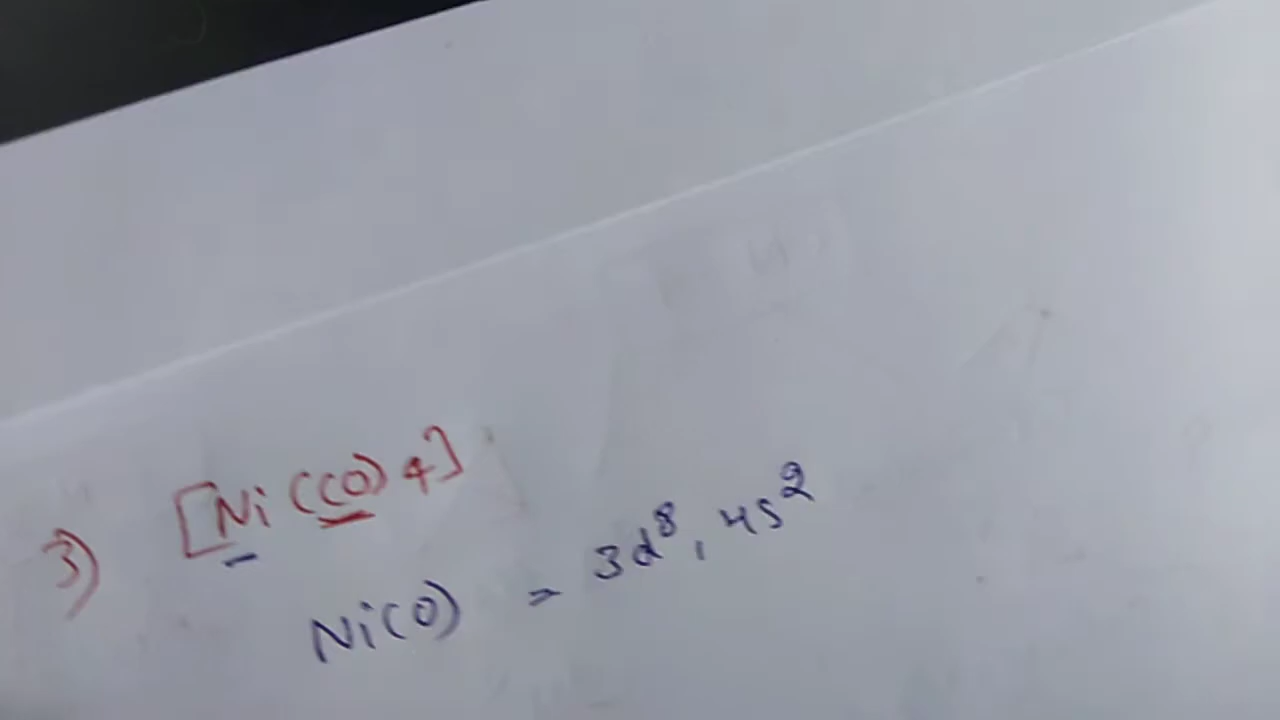 3) [Ni(CO)4]
Ni(0) = 3d⁸, 4s²